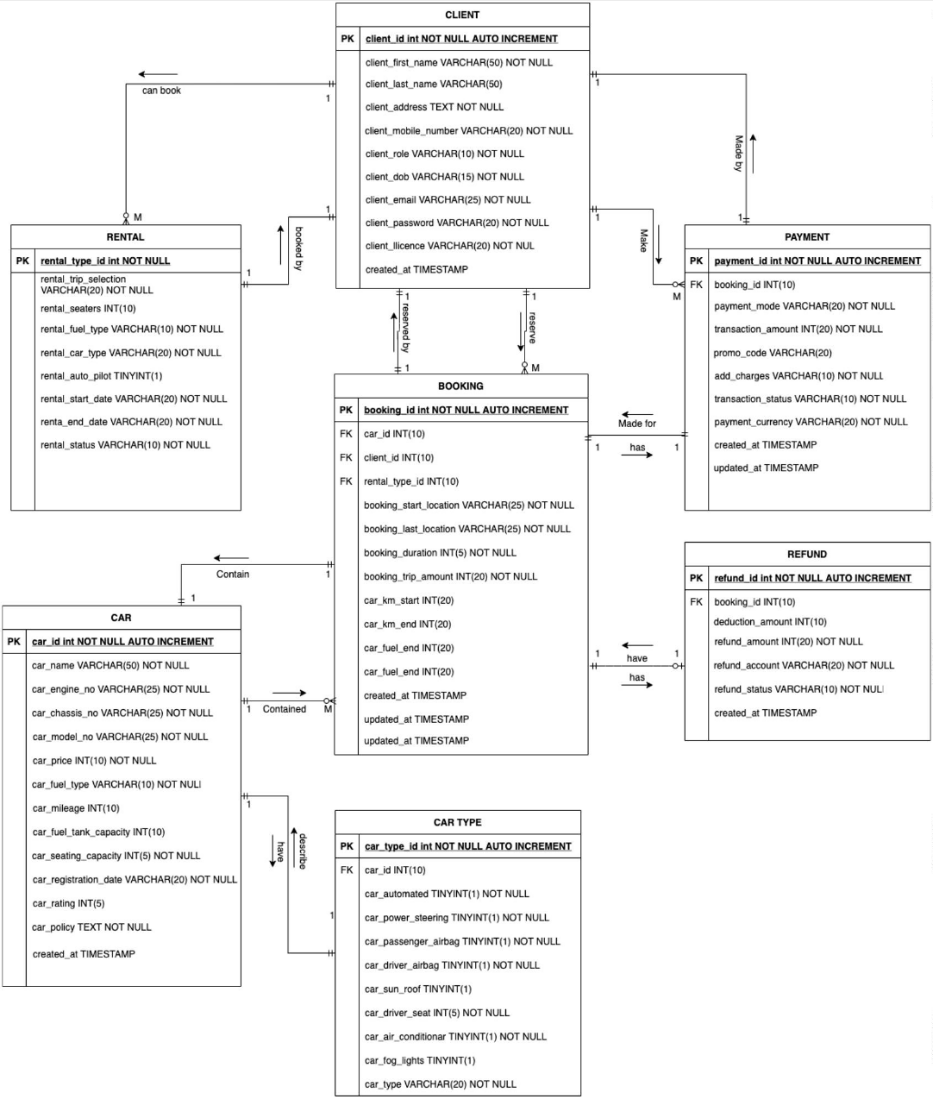 CLIENT
PK client_id int NOT NULL AUTO INCREMENT
client_first_name VARCHAR(50) NOT NULL
client_last_name VARCHAR(50)
client_address TEXT NOT NULL
client_mobile_number VARCHAR(20) NOT NULL
client_role VARCHAR(10) NOT NULL
client_dob VARCHAR(15) NOT NULL
client_email VARCHAR(25) NOT NULL
client_password VARCHAR(20) NOT NULL
client_llicence VARCHAR(20) NOT NUL
created_at TIMESTAMP
can book
1
M
booked by
1
1
Made by
1
1
Make
1
M
RENTAL
PK rental_type_id int NOT NULL
rental_trip_selection
VARCHAR(20) NOT NULL
rental_seaters INT(10)
rental_fuel_type VARCHAR(10) NOT NULL
rental_car_type VARCHAR(20) NOT NULL
rental_auto_pilot TINYINT(1)
rental_start_date VARCHAR(20) NOT NULL
renta_end_date VARCHAR(20) NOT NULL
rental_status VARCHAR(10) NOT NULL
PAYMENT
PK payment_id int NOT NULL AUTO INCREMENT
FK booking_id INT(10)
payment_mode VARCHAR(20) NOT NULL
transaction_amount INT(20) NOT NULL
promo_code VARCHAR(20)
add_charges VARCHAR(10) NOT NULL
transaction_status VARCHAR(10) NOT NULL
payment_currency VARCHAR(20) NOT NULL
created_at TIMESTAMP
updated_at TIMESTAMP
reserved by
1
1
reserve
1
M
BOOKING
PK booking_id int NOT NULL AUTO INCREMENT
FK car_id INT(10)
FK client_id INT(10)
FK rental_type_id INT(10)
booking_start_location VARCHAR(25) NOT NULL
booking_last_location VARCHAR(25) NOT NULL
booking_duration INT(5) NOT NULL
booking_trip_amount INT(20) NOT NULL
car_km_start INT(20)
car_km_end INT(20)
car_fuel_end INT(20)
car_fuel_end INT(20)
created_at TIMESTAMP
updated_at TIMESTAMP
updated_at TIMESTAMP
Made for
1
has
1
REFUND
PK refund_id int NOT NULL AUTO INCREMENT
FK booking_id INT(10)
deduction_amount INT(10)
refund_amount INT(20) NOT NULL
refund_account VARCHAR(20) NOT NULL
refund_status VARCHAR(10) NOT NUL
created_at TIMESTAMP
1
have
1
has
Contain
1
1
CAR
PK car_id int NOT NULL AUTO INCREMENT
car_name VARCHAR(50) NOT NULL
car_engine_no VARCHAR(25) NOT NULL
car_chassis_no VARCHAR(25) NOT NULL
car_model_no VARCHAR(25) NOT NULL
car_price INT(10) NOT NULL
car_fuel_type VARCHAR(10) NOT NUL
car_mileage INT(10)
car_fuel_tank_capacity INT(10)
car_seating_capacity INT(5) NOT NULL
car_registration_date VARCHAR(20) NOT NULL
car_rating INT(5)
car_policy TEXT NOT NULL
created_at TIMESTAMP
1
Contained
M
1
have
describe
1
CAR TYPE
PK car_type_id int NOT NULL AUTO INCREMENT
FK car_id INT(10)
car_automated TINYINT(1) NOT NULL
car_power_steering TINYINT(1) NOT NULL
car_passenger_airbag TINYINT(1) NOT NULL
car_driver_airbag TINYINT(1) NOT NULL
car_sun_roof TINYINT(1)
car_driver_seat INT(5) NOT NULL
car_air_conditionar TINYINT(1) NOT NULL
car_fog_lights TINYINT(1)
car_type VARCHAR(20) NOT NULL